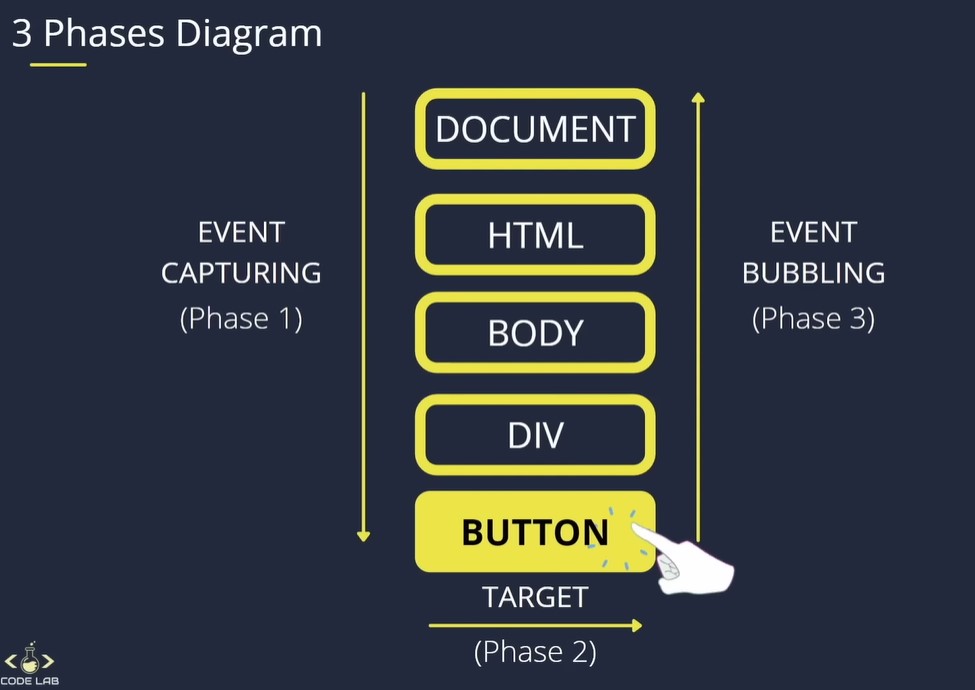 3 Phases Diagram
DOCUMENT
EVENT
CAPTURING
(Phase 1)
HTML
EVENT
BUBBLING
(Phase 3)
BODY
DIV
BUTTON
TARGET
(Phase 2)
CODE LAB